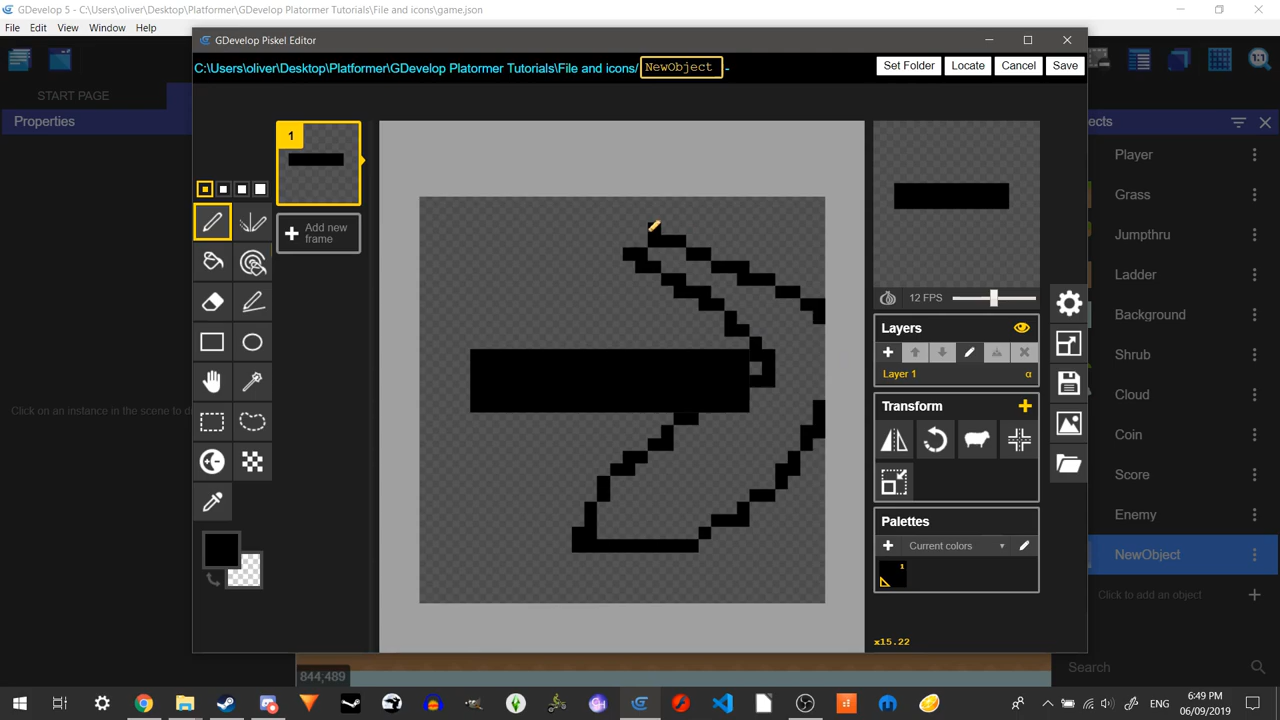 GDevelop 5 - C:\Users\oliver\Desktop\Platformer\GDevelop Platormer Tutorials\File and icons\game.json
File Edit View Window Help
GDevelop Piskel Editor
C:\Users\oliver\Desktop\Platformer\GDevelop Platormer Tutorials\File and icons/ NewObject -
Set Folder Locate Cancel Save
START PAGE
Properties
Click on an instance in the scene to di
1
Add new frame
12 FPS
Layers
Layer 1 α
Transform
Palettes
Current colors
1
x15.22
ects
Player
Grass
Jumpthru
Ladder
Background
Shrub
Cloud
Coin
Score
Enemy
NewObject
Click to add an object
Search
1:1
844;489
ENG
6:49 PM
06/09/2019